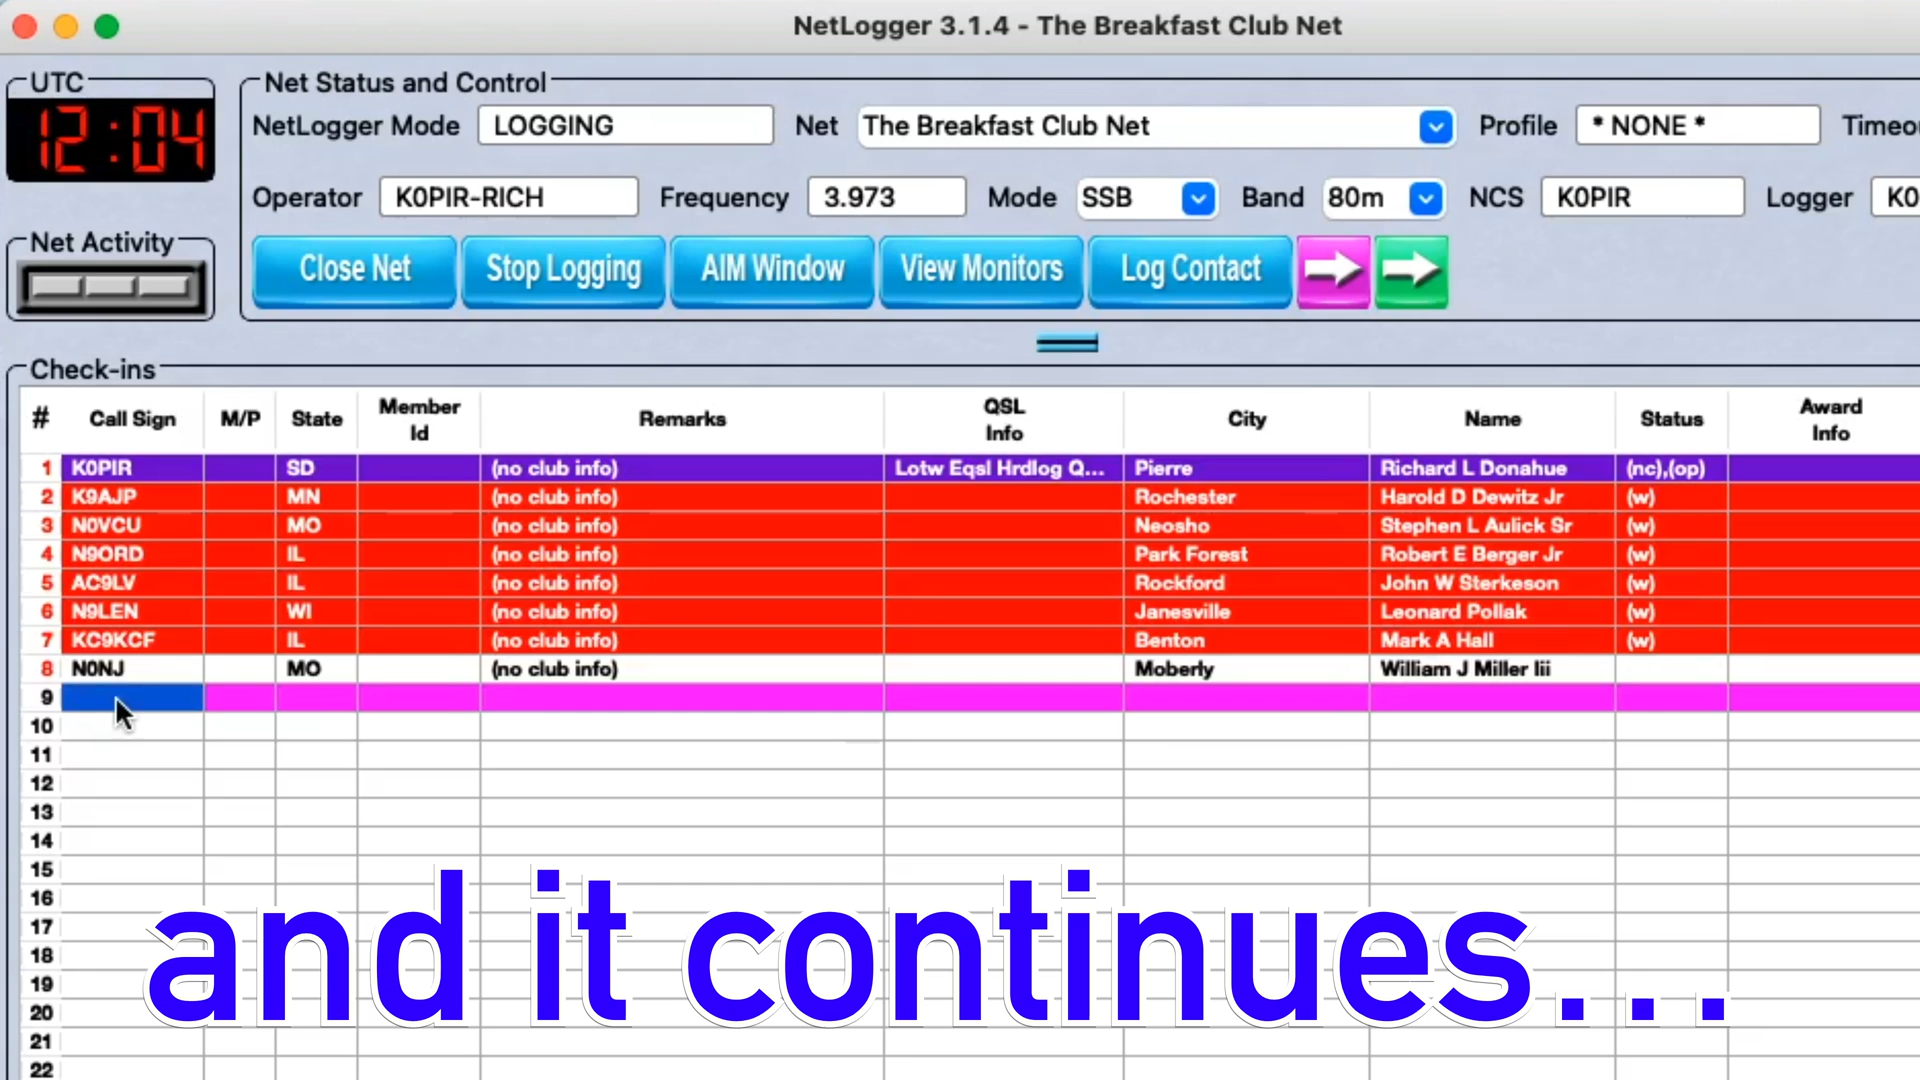 NetLogger 3.1.4 - The Breakfast Club Net
UTC
12:04
Net Status and Control
NetLogger Mode LOGGING Net The Breakfast Club Net Profile * NONE * Timeou
Operator K0PIR-RICH Frequency 3.973 Mode SSB Band 80m NCS K0PIR Logger K0
Net Activity
Close Net Stop Logging AIM Window View Monitors Log Contact
Check-ins
# Call Sign M/P State Member Id Remarks QSL Info City Name Status Award Info
1 K0PIR SD (no club info) Lotw Eqsl Hrdlog Q... Pierre Richard L Donahue (nc),(op)
2 K9AJP MN (no club info) Rochester Harold D Dewitz Jr (w)
3 N0VCU MO (no club info) Neosho Stephen L Aulick Sr (w)
4 N9ORD IL (no club info) Park Forest Robert E Berger Jr (w)
5 AC9LV IL (no club info) Rockford John W Sterkeson (w)
6 N9LEN WI (no club info) Janesville Leonard Pollak (w)
7 KC9KCF IL (no club info) Benton Mark A Hall (w)
8 N0NJ MO (no club info) Moberly William J Miller Iii
9
10
11
12
13
14
15
16
17
18
19
20
21
22
and it continues...